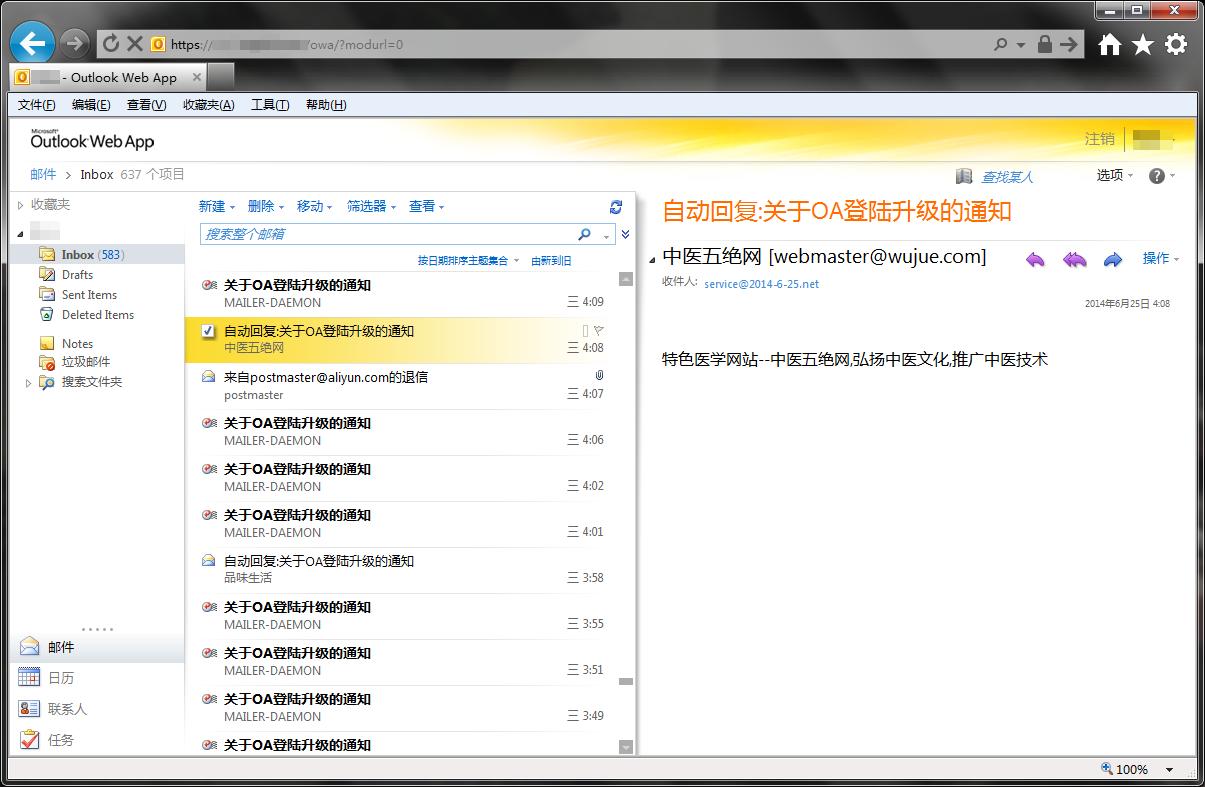 https:// /owa/?modurl=0
- Outlook Web App
文件(F) 编辑(E) 查看(V) 收藏夹(A) 工具(T) 帮助(H)
Microsoft®
Outlook Web App
注销
邮件 > Inbox 637 个项目
查找某人
选项
收藏夹
Inbox (583)
Drafts
Sent Items
Deleted Items
Notes
垃圾邮件
搜索文件夹
邮件
日历
联系人
任务
新建 删除 移动 筛选器 查看
搜索整个邮箱
按日期排序主题集合 由新到旧
关于OA登陆升级的通知
MAILER-DAEMON 三 4:09
自动回复:关于OA登陆升级的通知
中医五绝网 三 4:08
来自postmaster@aliyun.com的退信
postmaster 三 4:07
关于OA登陆升级的通知
MAILER-DAEMON 三 4:06
关于OA登陆升级的通知
MAILER-DAEMON 三 4:02
关于OA登陆升级的通知
MAILER-DAEMON 三 4:01
自动回复:关于OA登陆升级的通知
品味生活 三 3:58
关于OA登陆升级的通知
MAILER-DAEMON 三 3:55
关于OA登陆升级的通知
MAILER-DAEMON 三 3:51
关于OA登陆升级的通知
MAILER-DAEMON 三 3:49
关于OA登陆升级的通知
自动回复:关于OA登陆升级的通知
中医五绝网 [webmaster@wujue.com]
操作
收件人: service@2014-6-25.net
2014年6月25日 4:08
特色医学网站--中医五绝网,弘扬中医文化,推广中医技术
100%